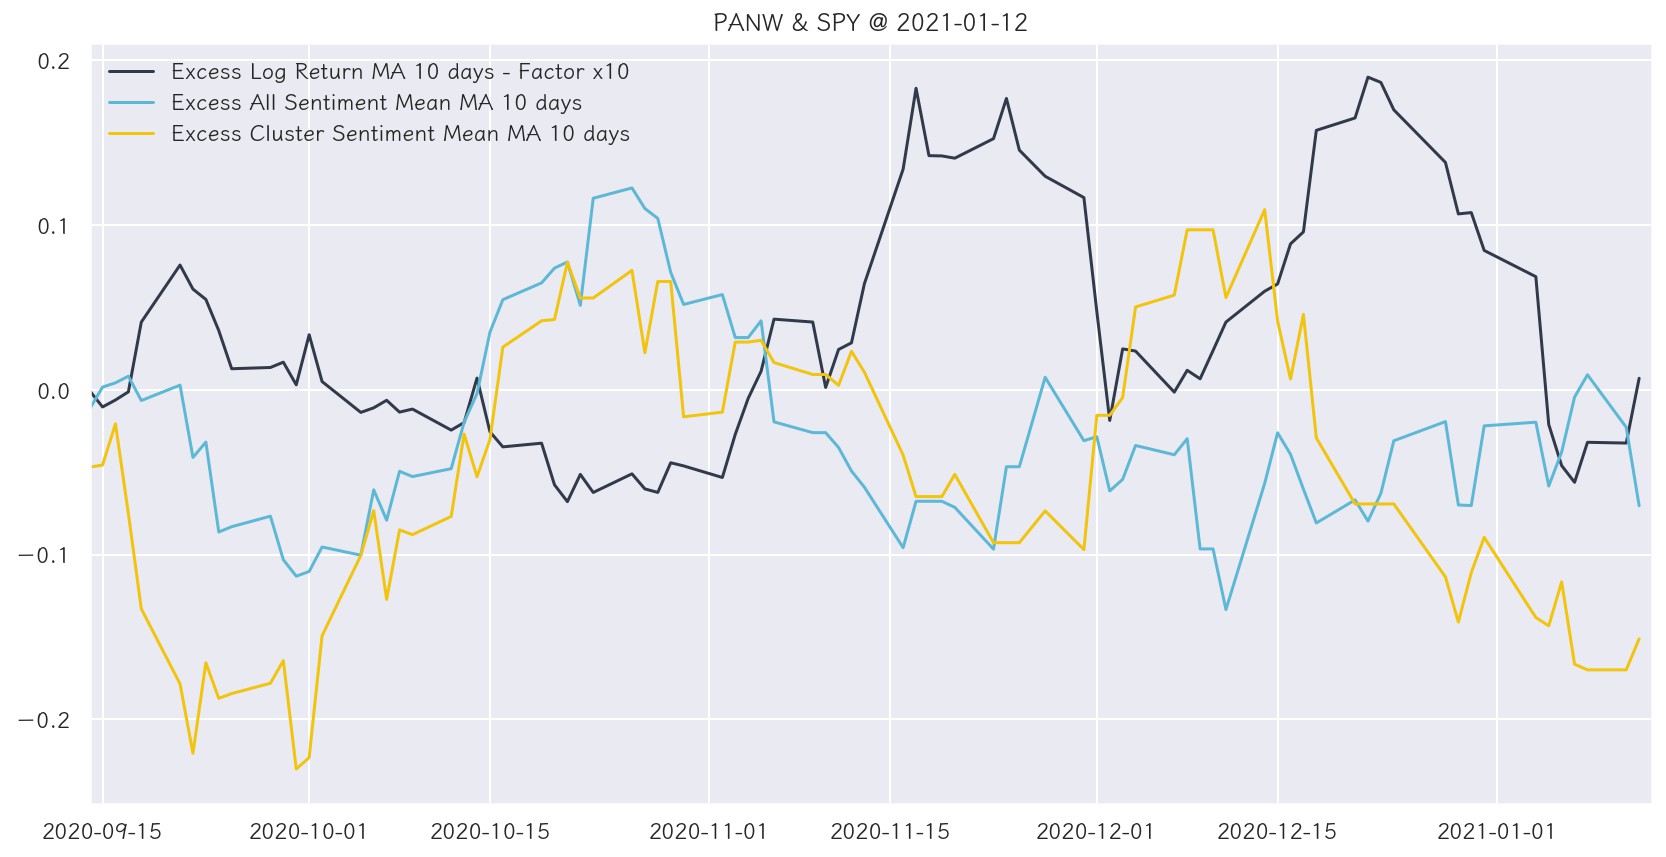 PANW & SPY @ 2021-01-12
Excess Log Return MA 10 days - Factor x10
Excess All Sentiment Mean MA 10 days
Excess Cluster Sentiment Mean MA 10 days
0.2
0.1
0.0
−0.1
−0.2
2020-09-15 2020-10-01 2020-10-15 2020-11-01 2020-11-15 2020-12-01 2020-12-15 2021-01-01